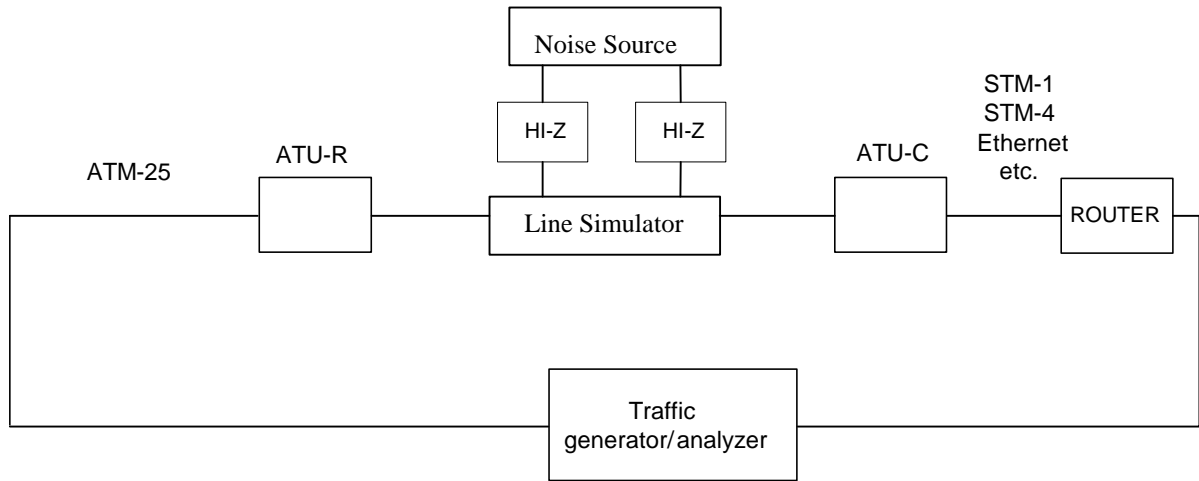 Noise Source
HI-Z
HI-Z
STM-1
STM-4
Ethernet
etc.
ATM-25
ATU-R
ATU-C
Line Simulator
ROUTER
Traffic
generator/analyzer